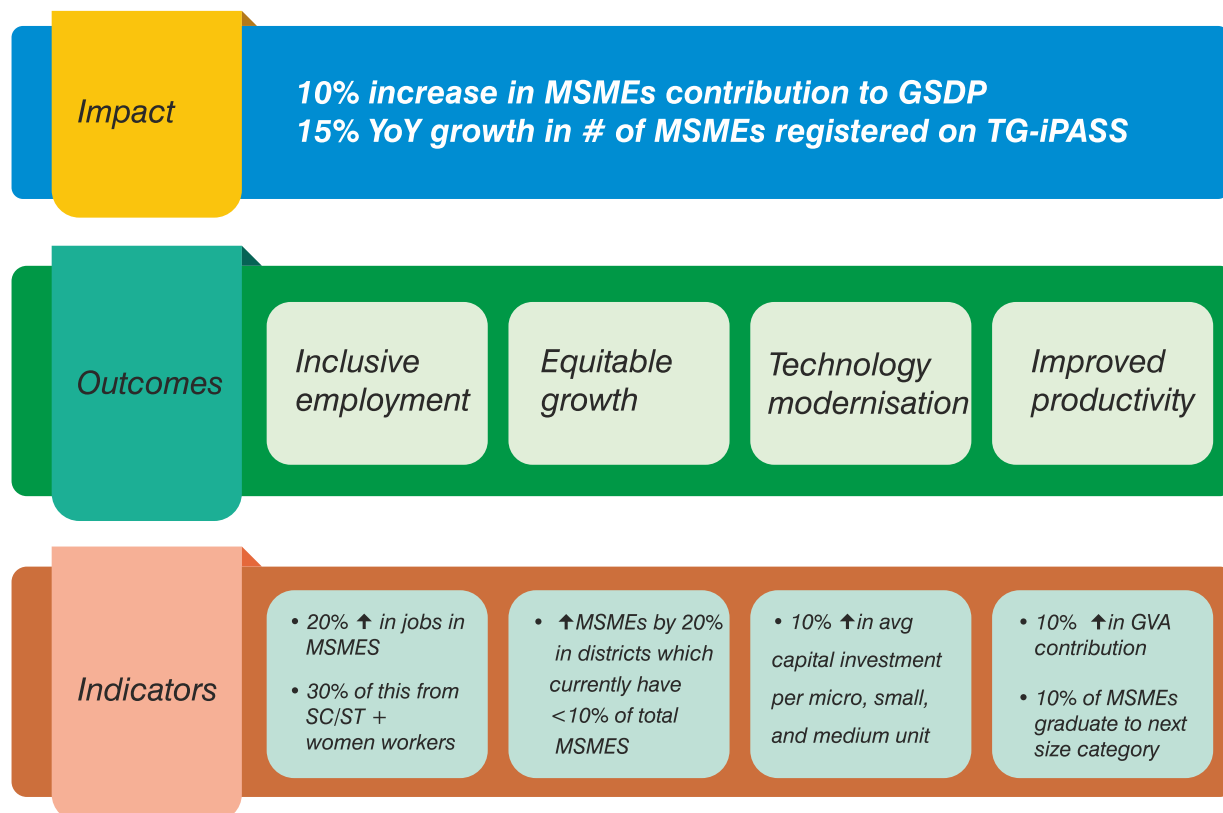 Impact
10% increase in MSMEs contribution to GSDP
15% YoY growth in # of MSMEs registered on TG-iPASS
Outcomes
Inclusive
employment
Equitable
growth
Technology
modernisation
Improved
productivity
Indicators
• 20% ↑ in jobs in
MSMES
• 30% of this from
SC/ST +
women workers
• ↑MSMEs by 20%
in districts which
currently have
<10% of total
MSMES
• 10% ↑in avg
capital investment
per micro, small,
and medium unit
• 10% ↑in GVA
contribution
• 10% of MSMEs
graduate to next
size category